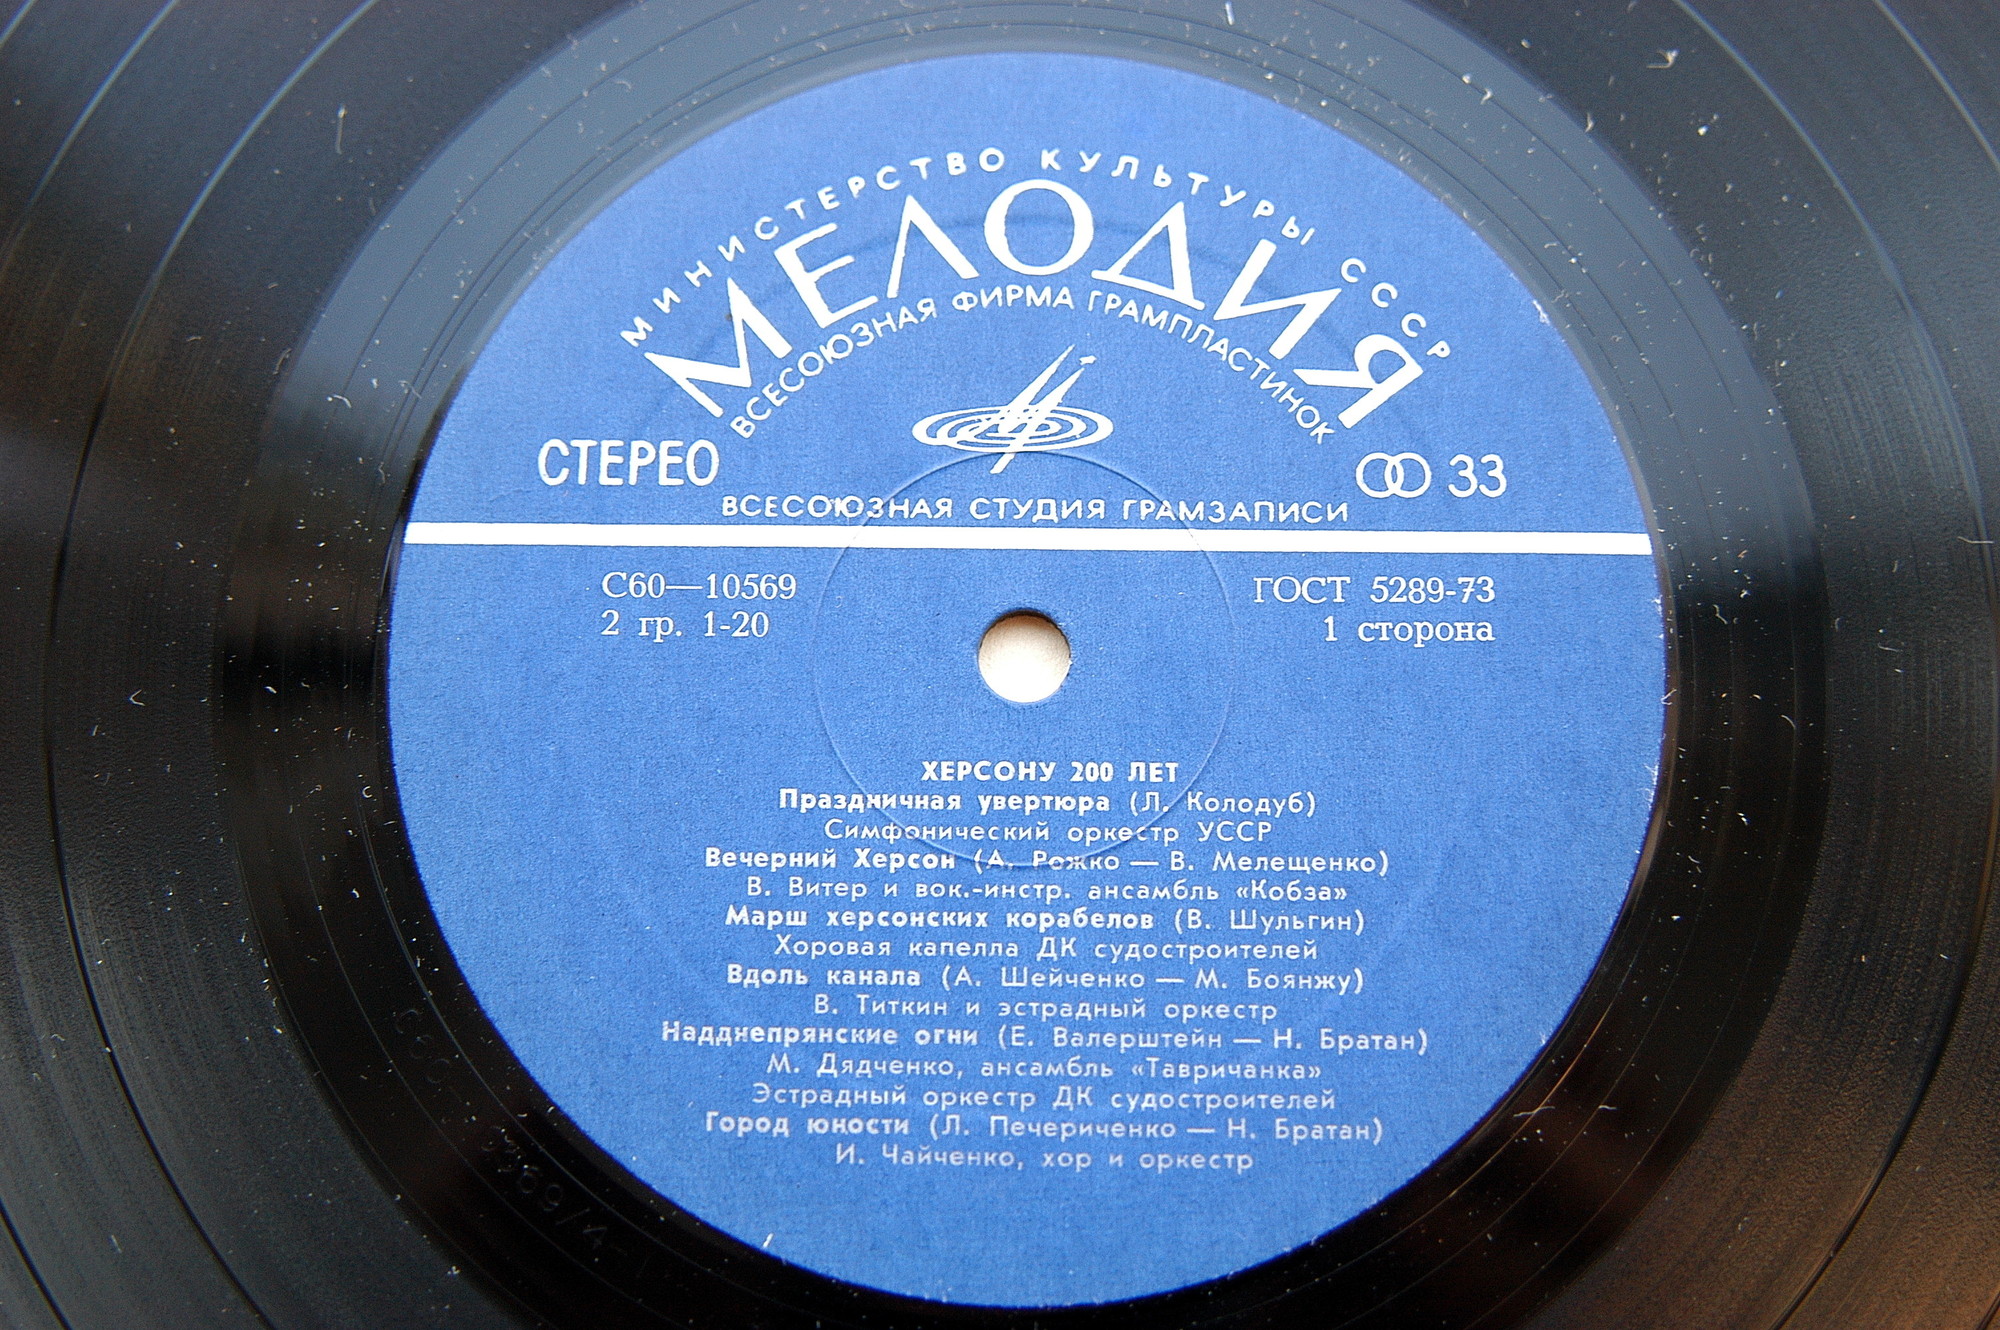 МИНИСТЕРСТВО КУЛЬТУРЫ СССР
МЕЛОДИЯ
ВСЕСОЮЗНАЯ ФИРМА ГРАМПЛАСТИНОК
СТЕРЕО
33
ВСЕСОЮЗНАЯ СТУДИЯ ГРАМЗАПИСИ
С60—10569
ГОСТ 5289-73
2 гр. 1-20
1 сторона
ХЕРСОНУ 200 ЛЕТ
Праздничная увертюра (Л. Колодуб)
Симфонический оркестр УССР
Вечерний Херсон (А. Рожко — В. Мелещенко)
В. Витер и вок.-инстр. ансамбль «Кобза»
Марш херсонских корабелов (В. Шульгин)
Хоровая капелла ДК судостроителей
Вдоль канала (А. Шейченко — М. Боянжу)
В. Титкин и эстрадный оркестр
Надднепрянские огни (Е. Валерштейн — Н. Братан)
М. Дядченко, ансамбль «Тавричанка»
Эстрадный оркестр ДК судостроителей
Город юности (Л. Печериченко — Н. Братан)
И. Чайченко, хор и оркестр